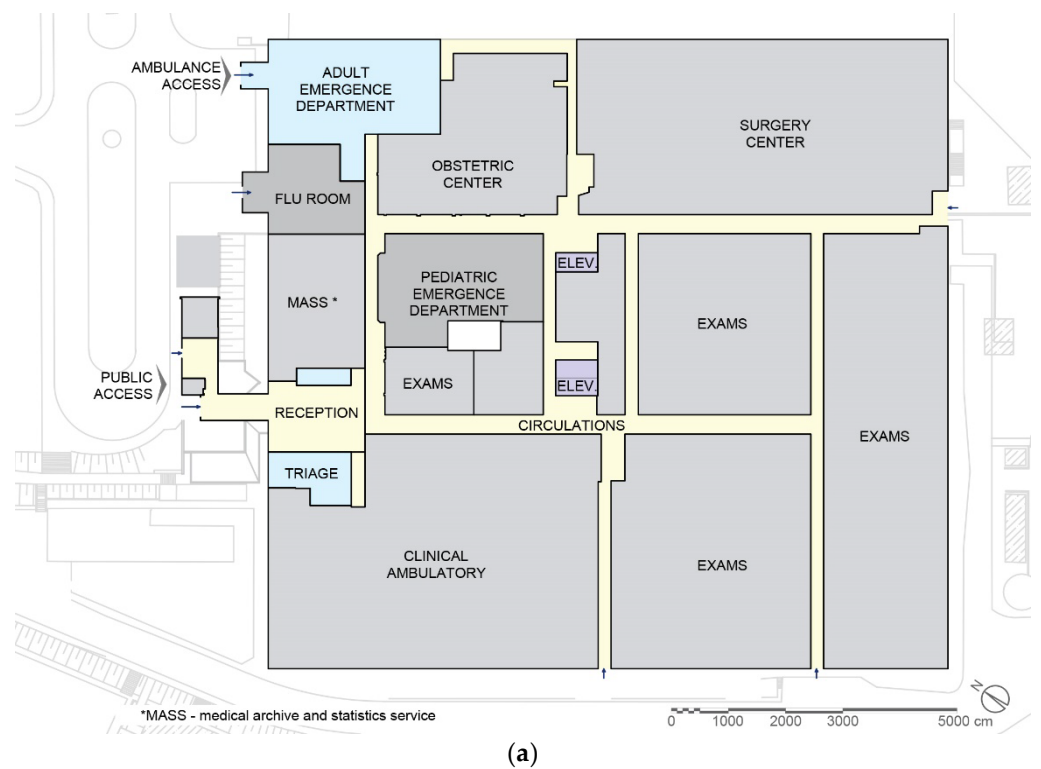 AMBULANCE
ACCESS
ADULT
EMERGENCE
DEPARTMENT
SURGERY
CENTER
OBSTETRIC
CENTER
FLU ROOM
ELEV.
PEDIATRIC
EMERGENCE
DEPARTMENT
MASS *
EXAMS
PUBLIC
ACCESS
EXAMS
ELEV.
RECEPTION
CIRCULATIONS
EXAMS
TRIAGE
CLINICAL
AMBULATORY
EXAMS
N
*MASS - medical archive and statistics service
0 1000 2000 3000 5000 cm
(a)